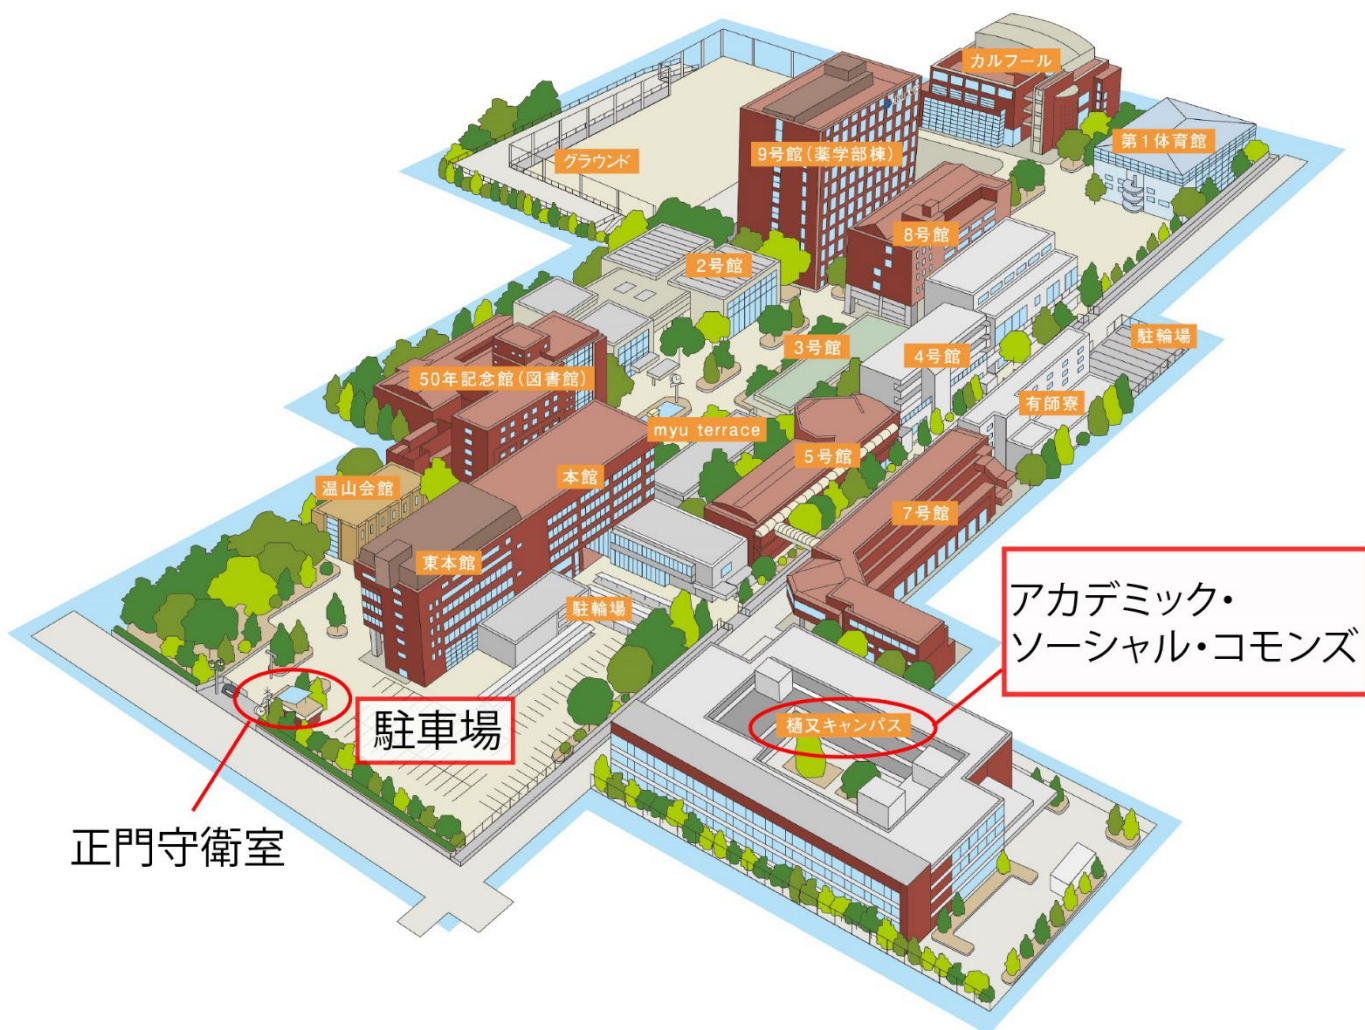 カルフール
第1体育館
グラウンド
9号館(薬学部棟)
8号館
2号館
駐輪場
3号館
4号館
50年記念館(図書館)
有師寮
myu terrace
本館
5号館
温山会館
7号館
東本館
駐輪場
アカデミック・
ソーシャル・コモンズ
樋又キャンパス
駐車場
正門守衛室